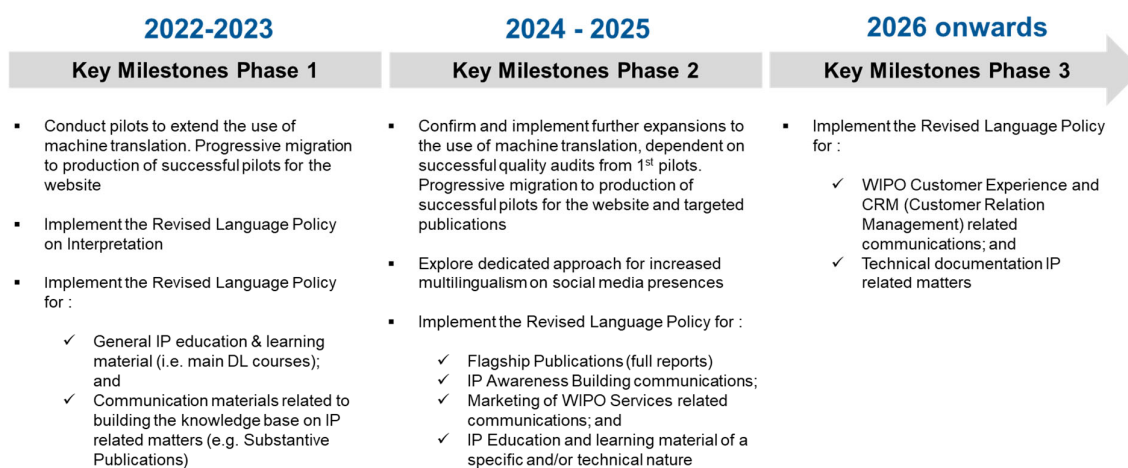 2022-2023
Key Milestones Phase 1
▪ Conduct pilots to extend the use of
machine translation. Progressive migration
to production of successful pilots for the
website
▪ Implement the Revised Language Policy
on Interpretation
▪ Implement the Revised Language Policy
for :
✓ General IP education & learning
material (i.e. main DL courses);
and
✓ Communication materials related to
building the knowledge base on IP
related matters (e.g. Substantive
Publications)
2024 - 2025
Key Milestones Phase 2
▪ Confirm and implement further expansions to
the use of machine translation, dependent on
successful quality audits from 1st pilots.
Progressive migration to production of
successful pilots for the website and targeted
publications
▪ Explore dedicated approach for increased
multilingualism on social media presences
▪ Implement the Revised Language Policy for :
✓ Flagship Publications (full reports)
✓ IP Awareness Building communications;
✓ Marketing of WIPO Services related
communications; and
✓ IP Education and learning material of a
specific and/or technical nature
2026 onwards
Key Milestones Phase 3
▪ Implement the Revised Language Policy
for :
✓ WIPO Customer Experience and
CRM (Customer Relation
Management) related
communications; and
✓ Technical documentation IP
related matters